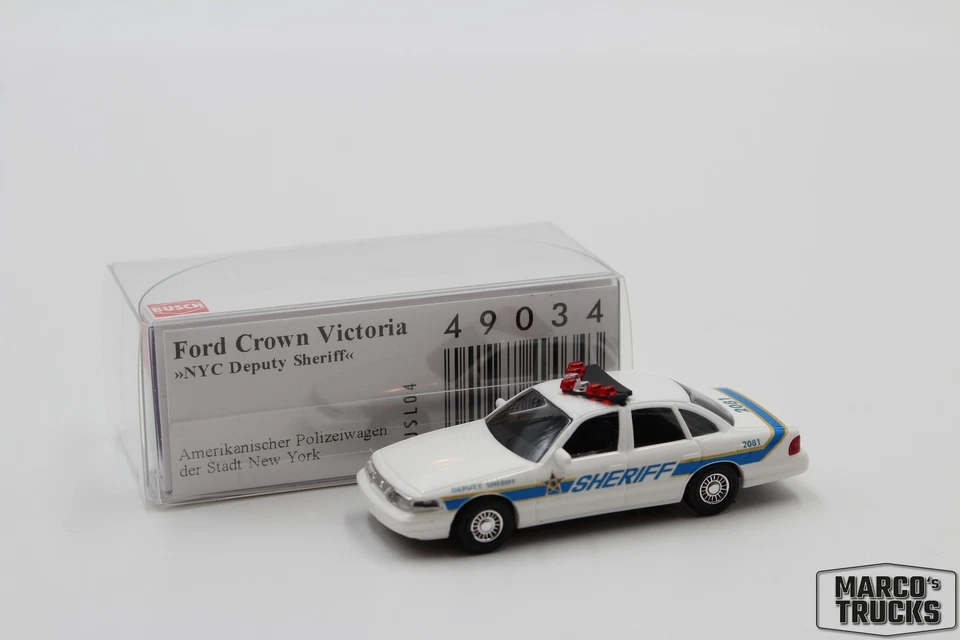 BUSCH
Ford Crown Victoria
»NYC Deputy Sheriff«
49034
Amerikanischer Polizeiwagen
der Stadt New York
DEPUTY SHERIFF
SHERIFF
2081
2081
MARCO's
TRUCKS